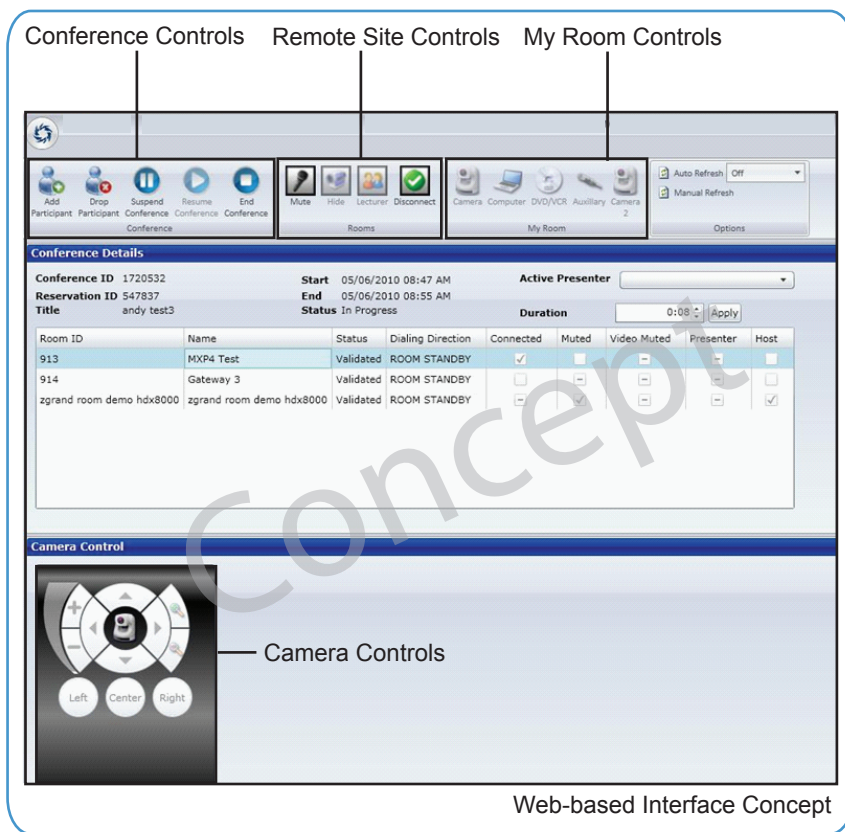 Conference Controls Remote Site Controls My Room Controls
Add Participant Drop Participant Suspend Conference Resume Conference End Conference
Conference
Mute Hide Lecturer Disconnect
Rooms
Camera Computer DVD/VCR Auxiliary Camera 2
My Room
Auto Refresh Off
Manual Refresh
Options
Conference Details
Conference ID 1720532 Start 05/06/2010 08:47 AM Active Presenter
Reservation ID 547837 End 05/06/2010 08:55 AM
Title andy test3 Status In Progress Duration 0:08 Apply
Room ID Name Status Dialing Direction Connected Muted Video Muted Presenter Host
913 MXP4 Test Validated ROOM STANDBY
914 Gateway 3 Validated ROOM STANDBY
zgrand room demo hdx8000 zgrand room demo hdx8000 Validated ROOM STANDBY
Concept
Camera Control
Left Center Right
Camera Controls
Web-based Interface Concept